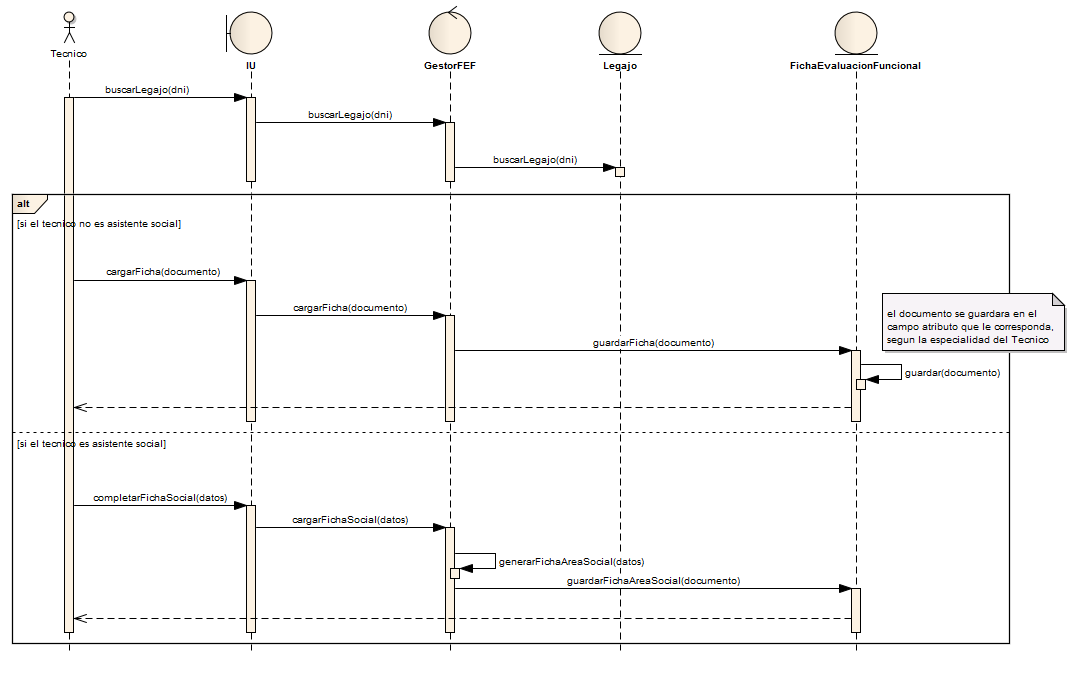 Tecnico
IU
GestorFEF
Legajo
FichaEvaluacionFuncional
buscarLegajo(dni)
buscarLegajo(dni)
buscarLegajo(dni)
alt
[si el tecnico no es asistente social]
cargarFicha(documento)
cargarFicha(documento)
el documento se guardara en el
campo atributo que le corresponda,
segun la especialidad del Tecnico
guardarFicha(documento)
guardar(documento)
[si el tecnico es asistente social]
completarFichaSocial(datos)
cargarFichaSocial(datos)
generarFichaAreaSocial(datos)
guardarFichaAreaSocial(documento)